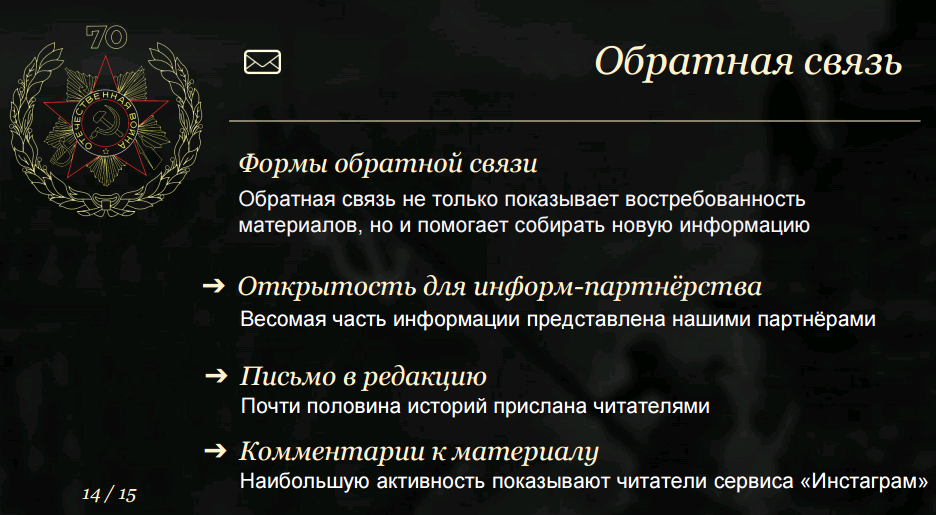 70
ОТЕЧЕСТВЕННАЯ ВОЙНА
Обратная связь
Формы обратной связи
Обратная связь не только показывает востребованность
материалов, но и помогает собирать новую информацию
➔ Открытость для информ-партнёрства
Весомая часть информации представлена нашими партнёрами
➔ Письмо в редакцию
Почти половина историй прислана читателями
➔ Комментарии к материалу
Наибольшую активность показывают читатели сервиса «Инстаграм»
14 / 15